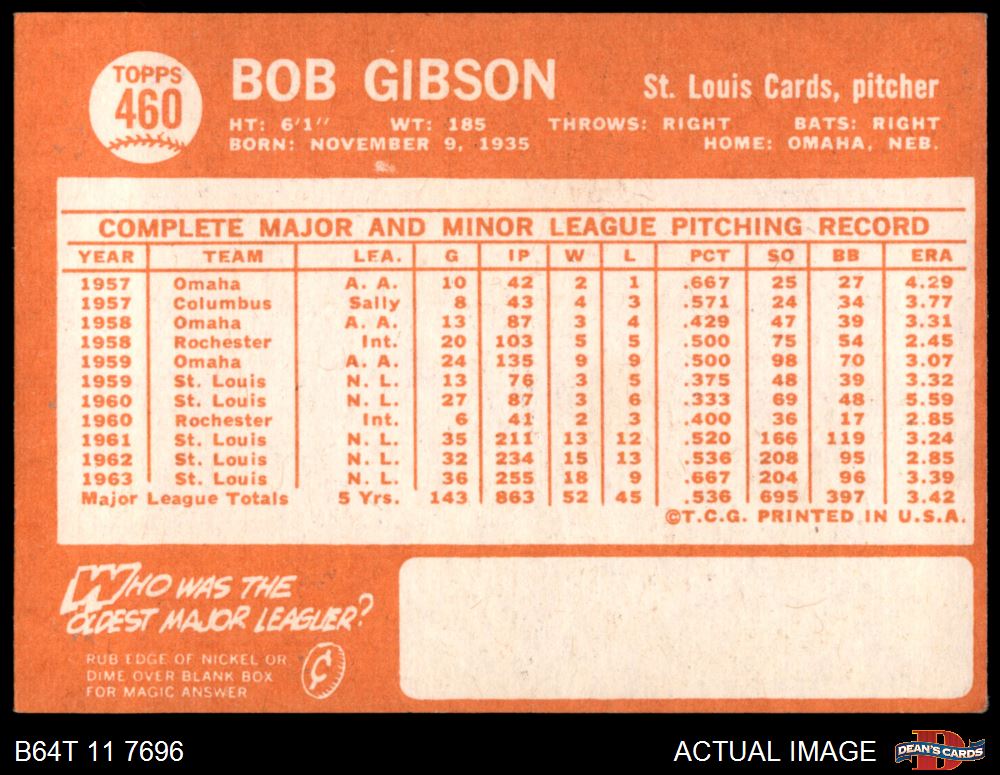 TOPPS
460
BOB GIBSON
St. Louis Cards, pitcher
HT: 6'1" WT: 185 THROWS: RIGHT BATS: RIGHT
BORN: NOVEMBER 9, 1935 HOME: OMAHA, NEB.
COMPLETE MAJOR AND MINOR LEAGUE PITCHING RECORD
YEAR TEAM LEA. G IP W L PCT SO BB ERA
1957 Omaha A. A. 10 42 2 1 .667 25 27 4.29
1957 Columbus Sally 8 43 4 3 .571 24 34 3.77
1958 Omaha A. A. 13 87 3 4 .429 47 39 3.31
1958 Rochester Int. 20 103 5 5 .500 75 54 2.45
1959 Omaha A. A. 24 135 9 9 .500 98 70 3.07
1959 St. Louis N. L. 13 76 3 5 .375 48 39 3.32
1960 St. Louis N. L. 27 87 3 6 .333 69 48 5.59
1960 Rochester Int. 6 41 2 3 .400 36 17 2.85
1961 St. Louis N. L. 35 211 13 12 .520 166 119 3.24
1962 St. Louis N. L. 32 234 15 13 .536 208 95 2.85
1963 St. Louis N. L. 36 255 18 9 .667 204 96 3.39
Major League Totals 5 Yrs. 143 863 52 45 .536 695 397 3.42
©T.C.G. PRINTED IN U.S.A.
WHO WAS THE
OLDEST MAJOR LEAGUER?
RUB EDGE OF NICKEL OR
DIME OVER BLANK BOX
FOR MAGIC ANSWER
¢
B64T 11 7696
ACTUAL IMAGE
D
DEAN'S CARDS